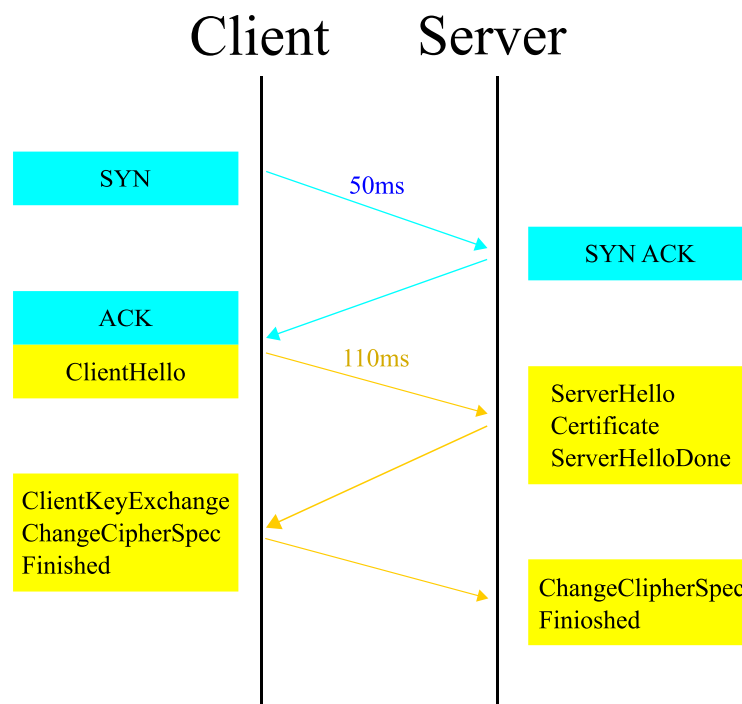 Client
Server
SYN
50ms
SYN ACK
ACK
ClientHello
110ms
ServerHello
Certificate
ServerHelloDone
ClientKeyExchange
ChangeCipherSpec
Finished
ChangeClipherSpec
Finioshed